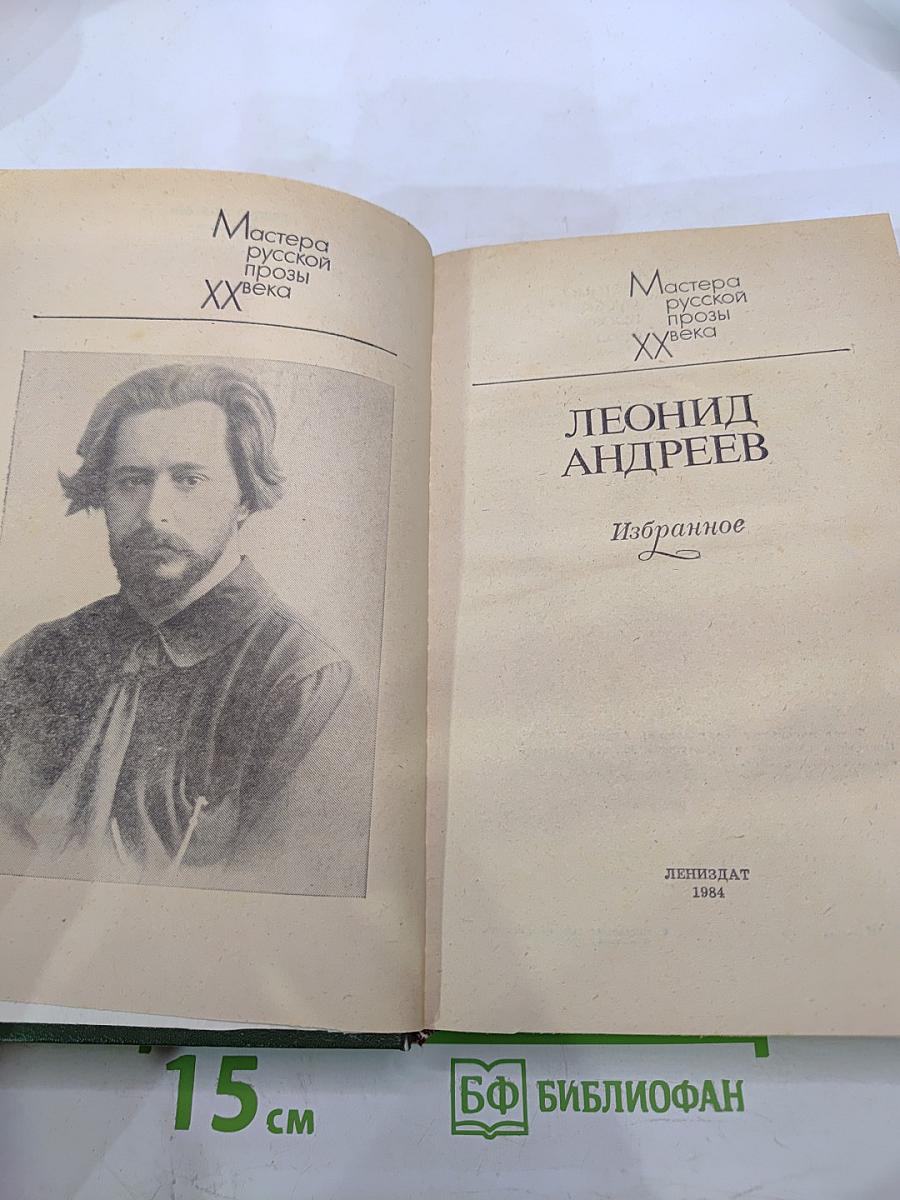 Мастера
русской
прозы
XX века
Мастера
русской
прозы
XX века
ЛЕОНИД
АНДРЕЕВ
Избранное
ЛЕНИЗДАТ
1984
15 см
БФ БИБЛИОФАН